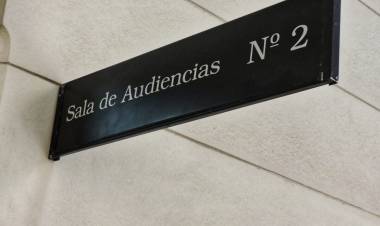 Sala de Audiencias Nº 2